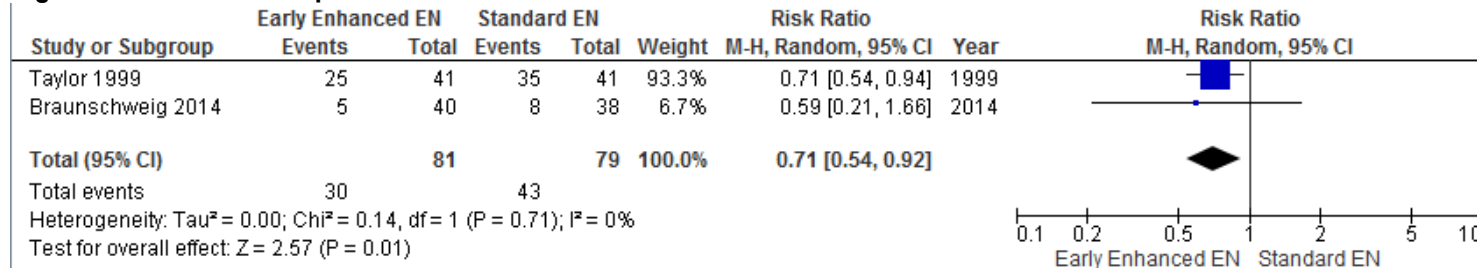 Early Enhanced EN Standard EN Risk Ratio Risk Ratio
Study or Subgroup Events Total Events Total Weight M-H, Random, 95% CI Year M-H, Random, 95% CI
Taylor 1999 25 41 35 41 93.3% 0.71 [0.54, 0.94] 1999
Braunschweig 2014 5 40 8 38 6.7% 0.59 [0.21, 1.66] 2014
Total (95% CI) 81 79 100.0% 0.71 [0.54, 0.92]
Total events 30 43
Heterogeneity: Tau² = 0.00; Chi² = 0.14, df = 1 (P = 0.71); I² = 0%
Test for overall effect: Z = 2.57 (P = 0.01)
0.1 0.2 0.5 1 2 5 10
Early Enhanced EN Standard EN